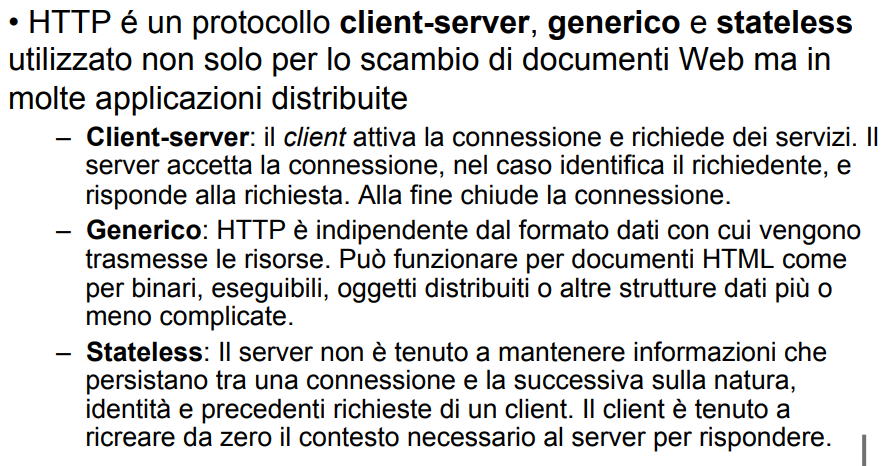 • HTTP é un protocollo client-server, generico e stateless
utilizzato non solo per lo scambio di documenti Web ma in
molte applicazioni distribuite
– Client-server: il client attiva la connessione e richiede dei servizi. Il
server accetta la connessione, nel caso identifica il richiedente, e
risponde alla richiesta. Alla fine chiude la connessione.
– Generico: HTTP è indipendente dal formato dati con cui vengono
trasmesse le risorse. Può funzionare per documenti HTML come
per binari, eseguibili, oggetti distribuiti o altre strutture dati più o
meno complicate.
– Stateless: Il server non è tenuto a mantenere informazioni che
persistano tra una connessione e la successiva sulla natura,
identità e precedenti richieste di un client. Il client è tenuto a
ricreare da zero il contesto necessario al server per rispondere.